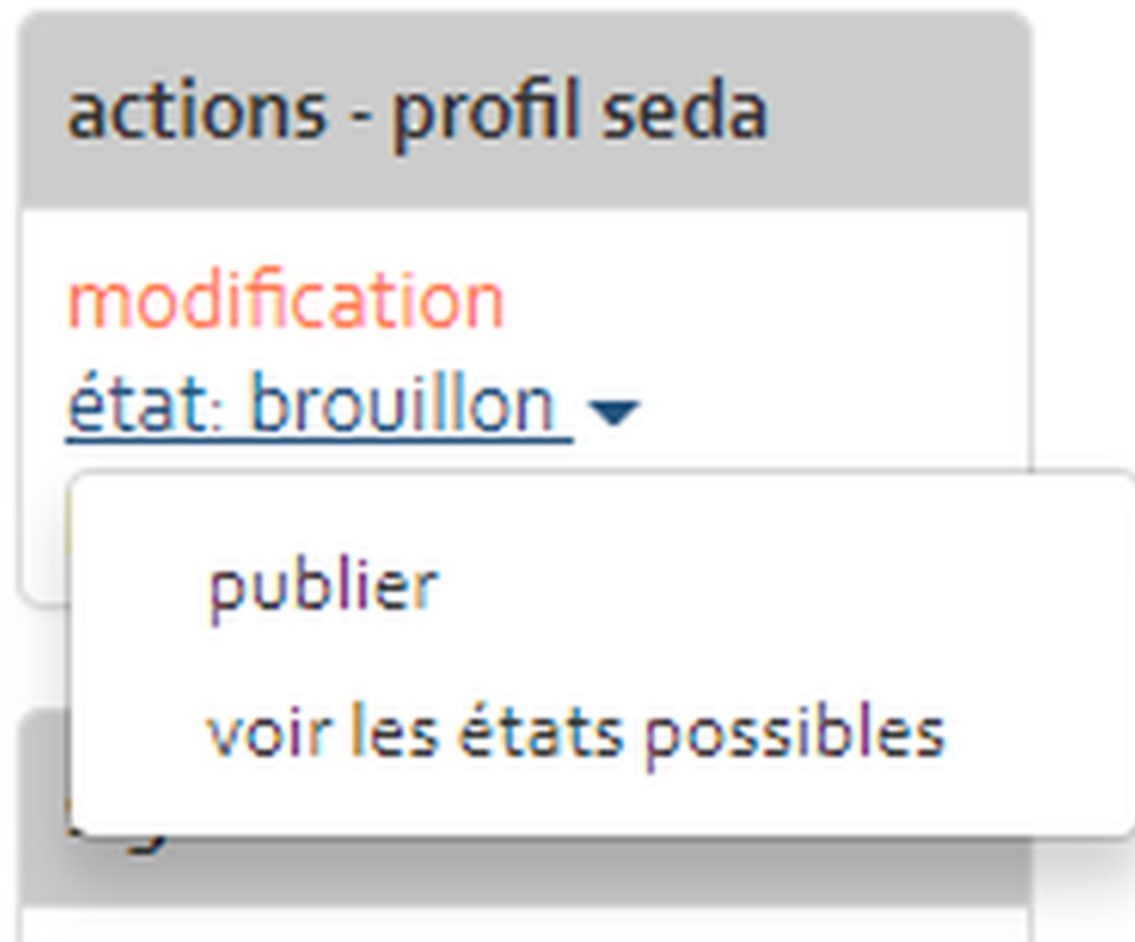 actions - profil seda
modification
état: brouillon
publier
voir les états possibles